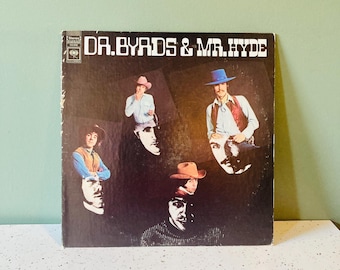 DR. BYRDS & MR. HYDE